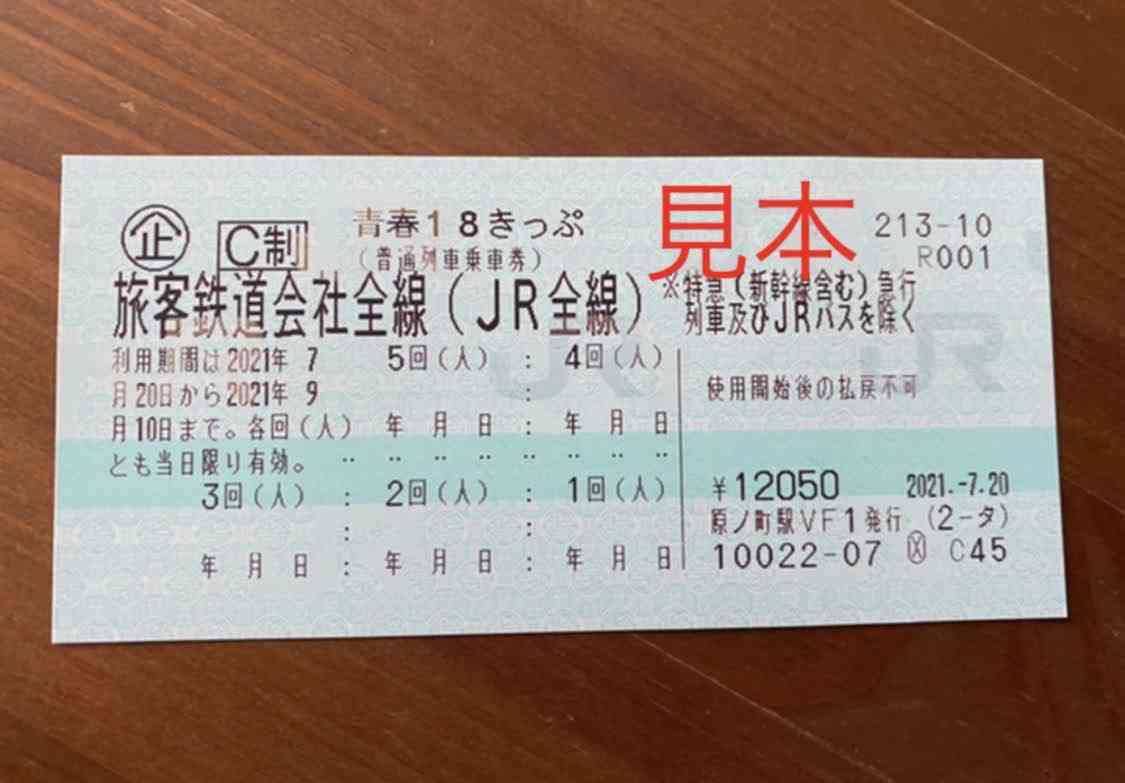 見本
㊭ C制 青春18きっぷ 213-10
(普通列車乗車券) R001
旅客鉄道会社全線(JR全線) ※特急(新幹線含む)急行
列車及びJRバスを除く
利用期間は2021年 7 5回(人) : 4回(人)
月20日から2021年 9 : 使用開始後の払戻不可
月10日まで。各回(人) 年 月 日 : 年 月 日
とも当日限り有効。 ‥ ‥ ‥ ‥ ‥ ‥ ‥ ‥
3回(人) : 2回(人) : 1回(人) ¥12050 2021.-7.20
: : 原ノ町駅VF1発行 (2-タ)
年 月 日 : 年 月 日 : 年 月 日 10022-07 Ⓧ C45
JR JR